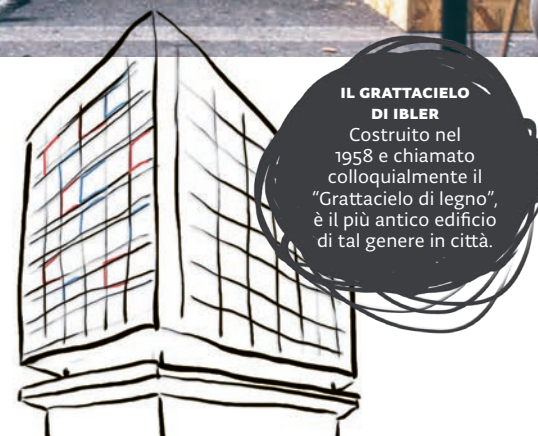 IL GRATTACIELO
DI IBLER
Costruito nel
1958 e chiamato
colloquialmente il
“Grattacielo di legno”,
è il più antico edificio
di tal genere in città.